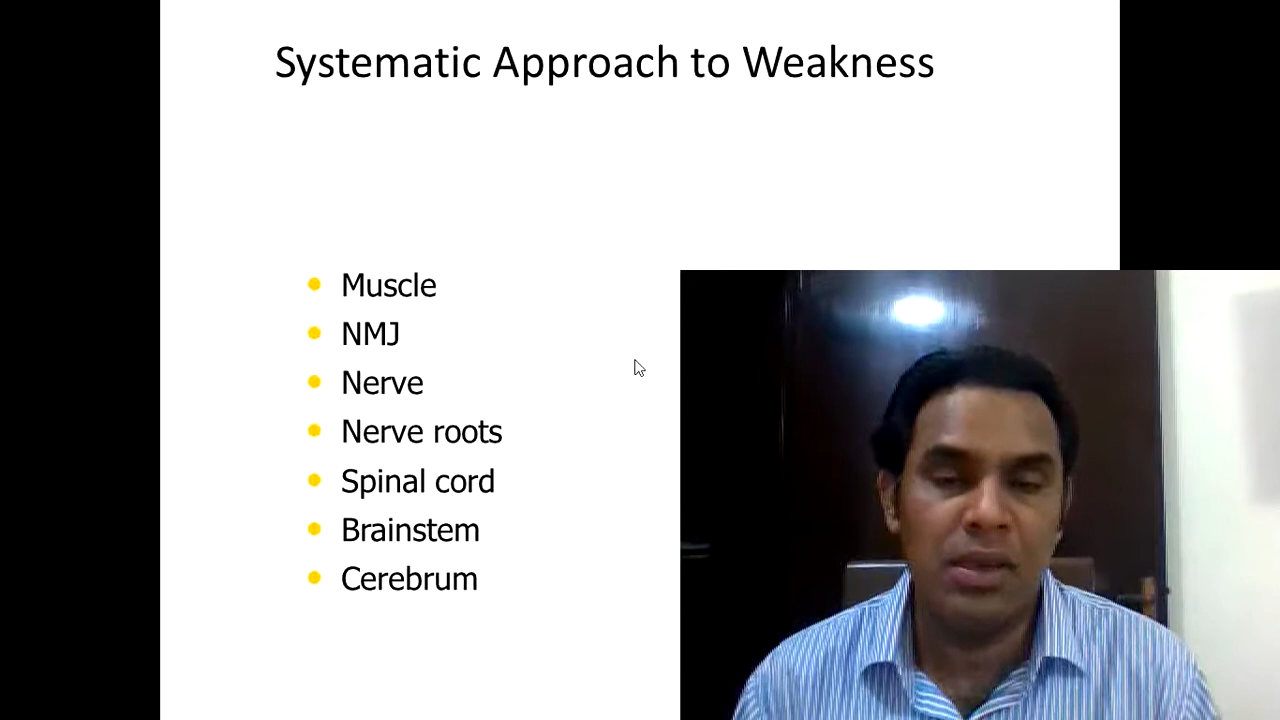 Systematic Approach to Weakness
Muscle
NMJ
Nerve
Nerve roots
Spinal cord
Brainstem
Cerebrum